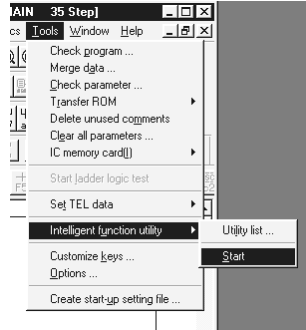 MAIN 35 Step]
cs Tools Window Help
Check program ...
Merge data ...
Check parameter ...
Transfer ROM
Delete unused comments
Clear all parameters ...
IC memory card(I)
Start ladder logic test
Set TEL data
Intelligent function utility
Utility list ...
Start
Customize keys ...
Options ...
Create start-up setting file ...